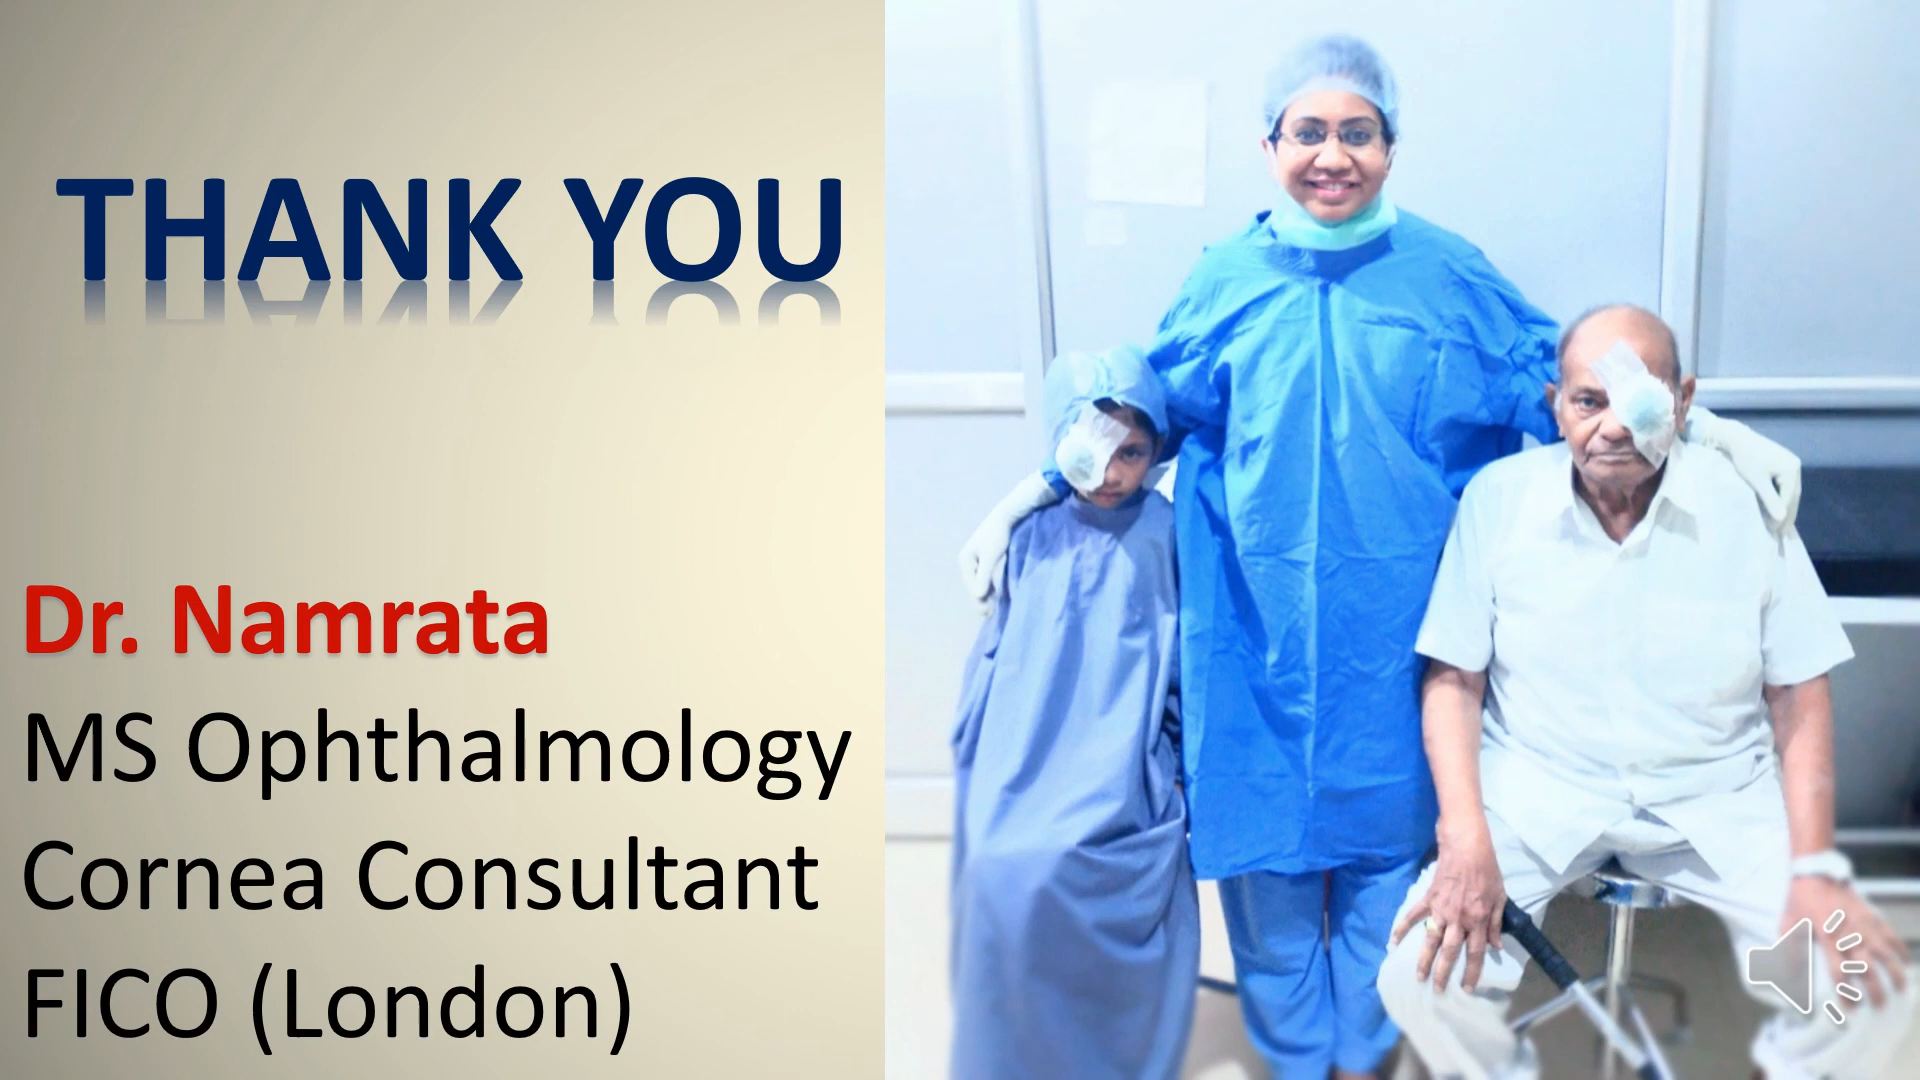 THANK YOU
Dr. Namrata
MS Ophthalmology
Cornea Consultant
FICO (London)